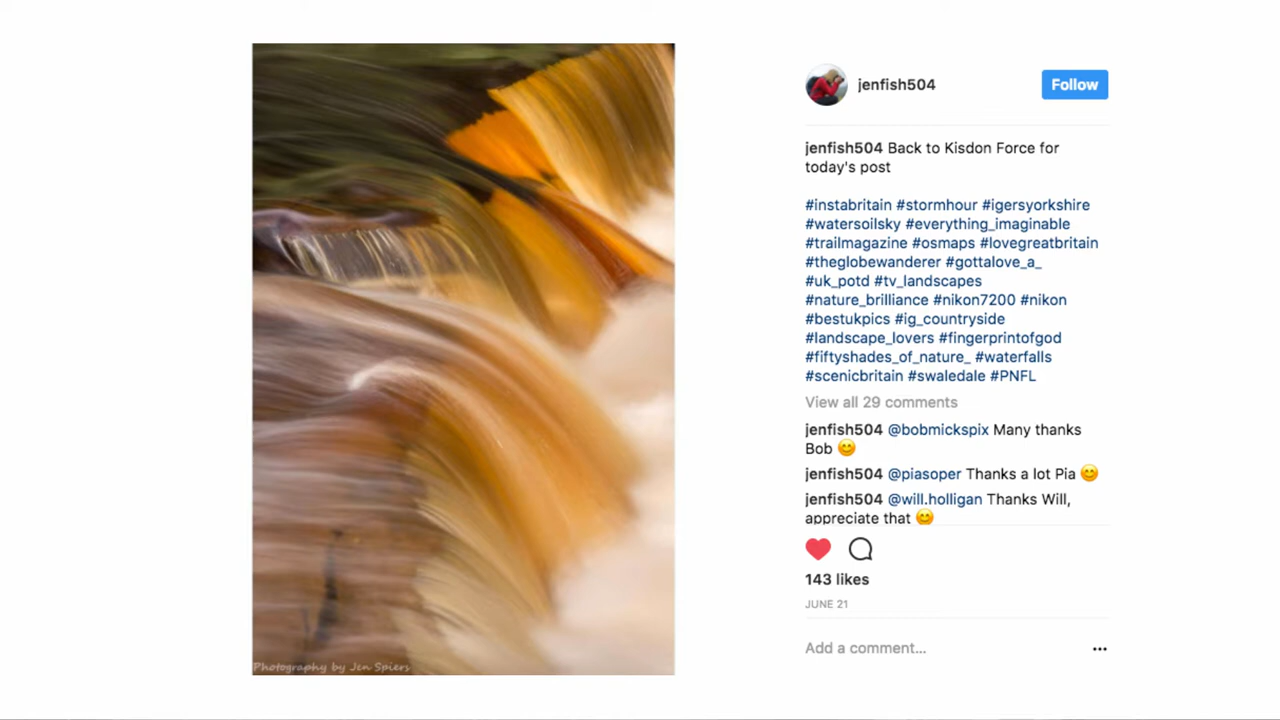 jenfish504
Follow
jenfish504 Back to Kisdon Force for
today's post
#instabritain #stormhour #igersyorkshire
#watersoilsky #everything_imaginable
#trailmagazine #osmaps #lovegreatbritain
#theglobewanderer #gottalove_a_
#uk_potd #tv_landscapes
#nature_brilliance #nikon7200 #nikon
#bestukpics #ig_countryside
#landscape_lovers #fingerprintofgod
#fiftyshades_of_nature_ #waterfalls
#scenicbritain #swaledale #PNFL
View all 29 comments
jenfish504 @bobmickspix Many thanks
Bob 😊
jenfish504 @piasoper Thanks a lot Pia 😊
jenfish504 @will.holligan Thanks Will,
appreciate that 😊
143 likes
JUNE 21
Add a comment...
Photography by Jen Spiers